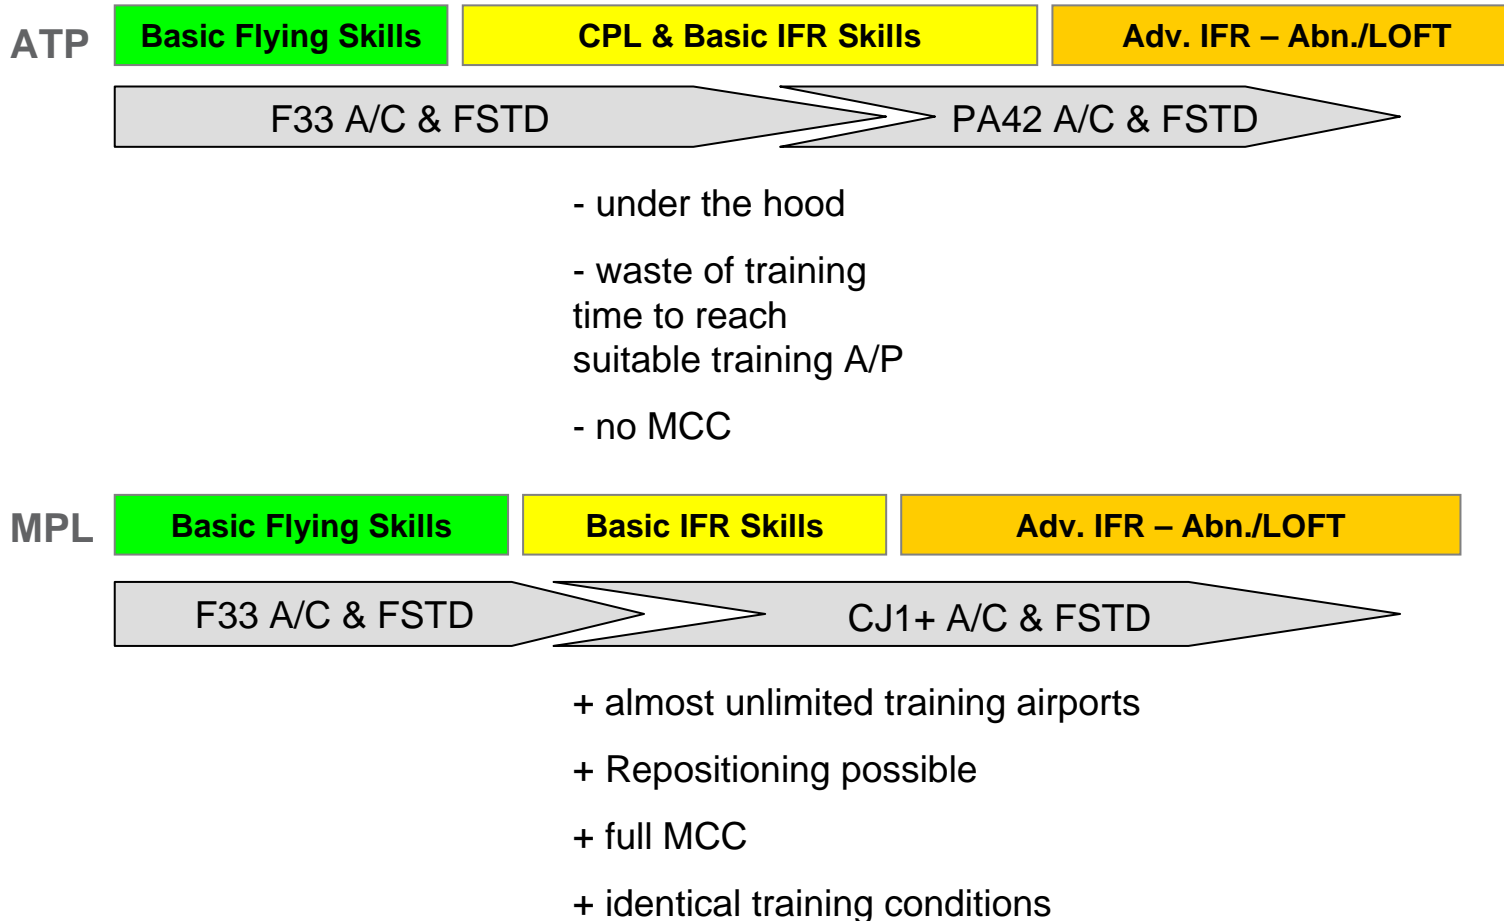 ATP
Basic Flying Skills
CPL & Basic IFR Skills
Adv. IFR – Abn./LOFT
F33 A/C & FSTD
PA42 A/C & FSTD
- under the hood
- waste of training
time to reach
suitable training A/P
- no MCC
MPL
Basic Flying Skills
Basic IFR Skills
Adv. IFR – Abn./LOFT
F33 A/C & FSTD
CJ1+ A/C & FSTD
+ almost unlimited training airports
+ Repositioning possible
+ full MCC
+ identical training conditions